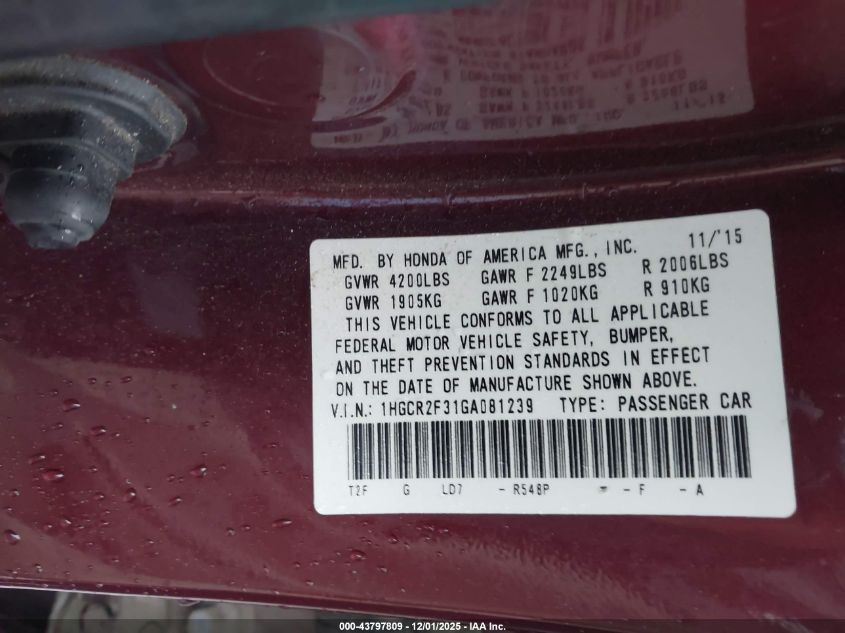 MFD. BY HONDA OF AMERICA MFG., INC. 11/'15
GVWR 4200LBS GAWR F 2249LBS R 2006LBS
GVWR 1905KG GAWR F 1020KG R 910KG
THIS VEHICLE CONFORMS TO ALL APPLICABLE
FEDERAL MOTOR VEHICLE SAFETY, BUMPER,
AND THEFT PREVENTION STANDARDS IN EFFECT
ON THE DATE OF MANUFACTURE SHOWN ABOVE.
V.I.N.: 1HGCR2F31GA081239 TYPE: PASSENGER CAR
T2F G LD7 - R548P - - F - A
000-43797809 • 12/01/2025 - IAA Inc.